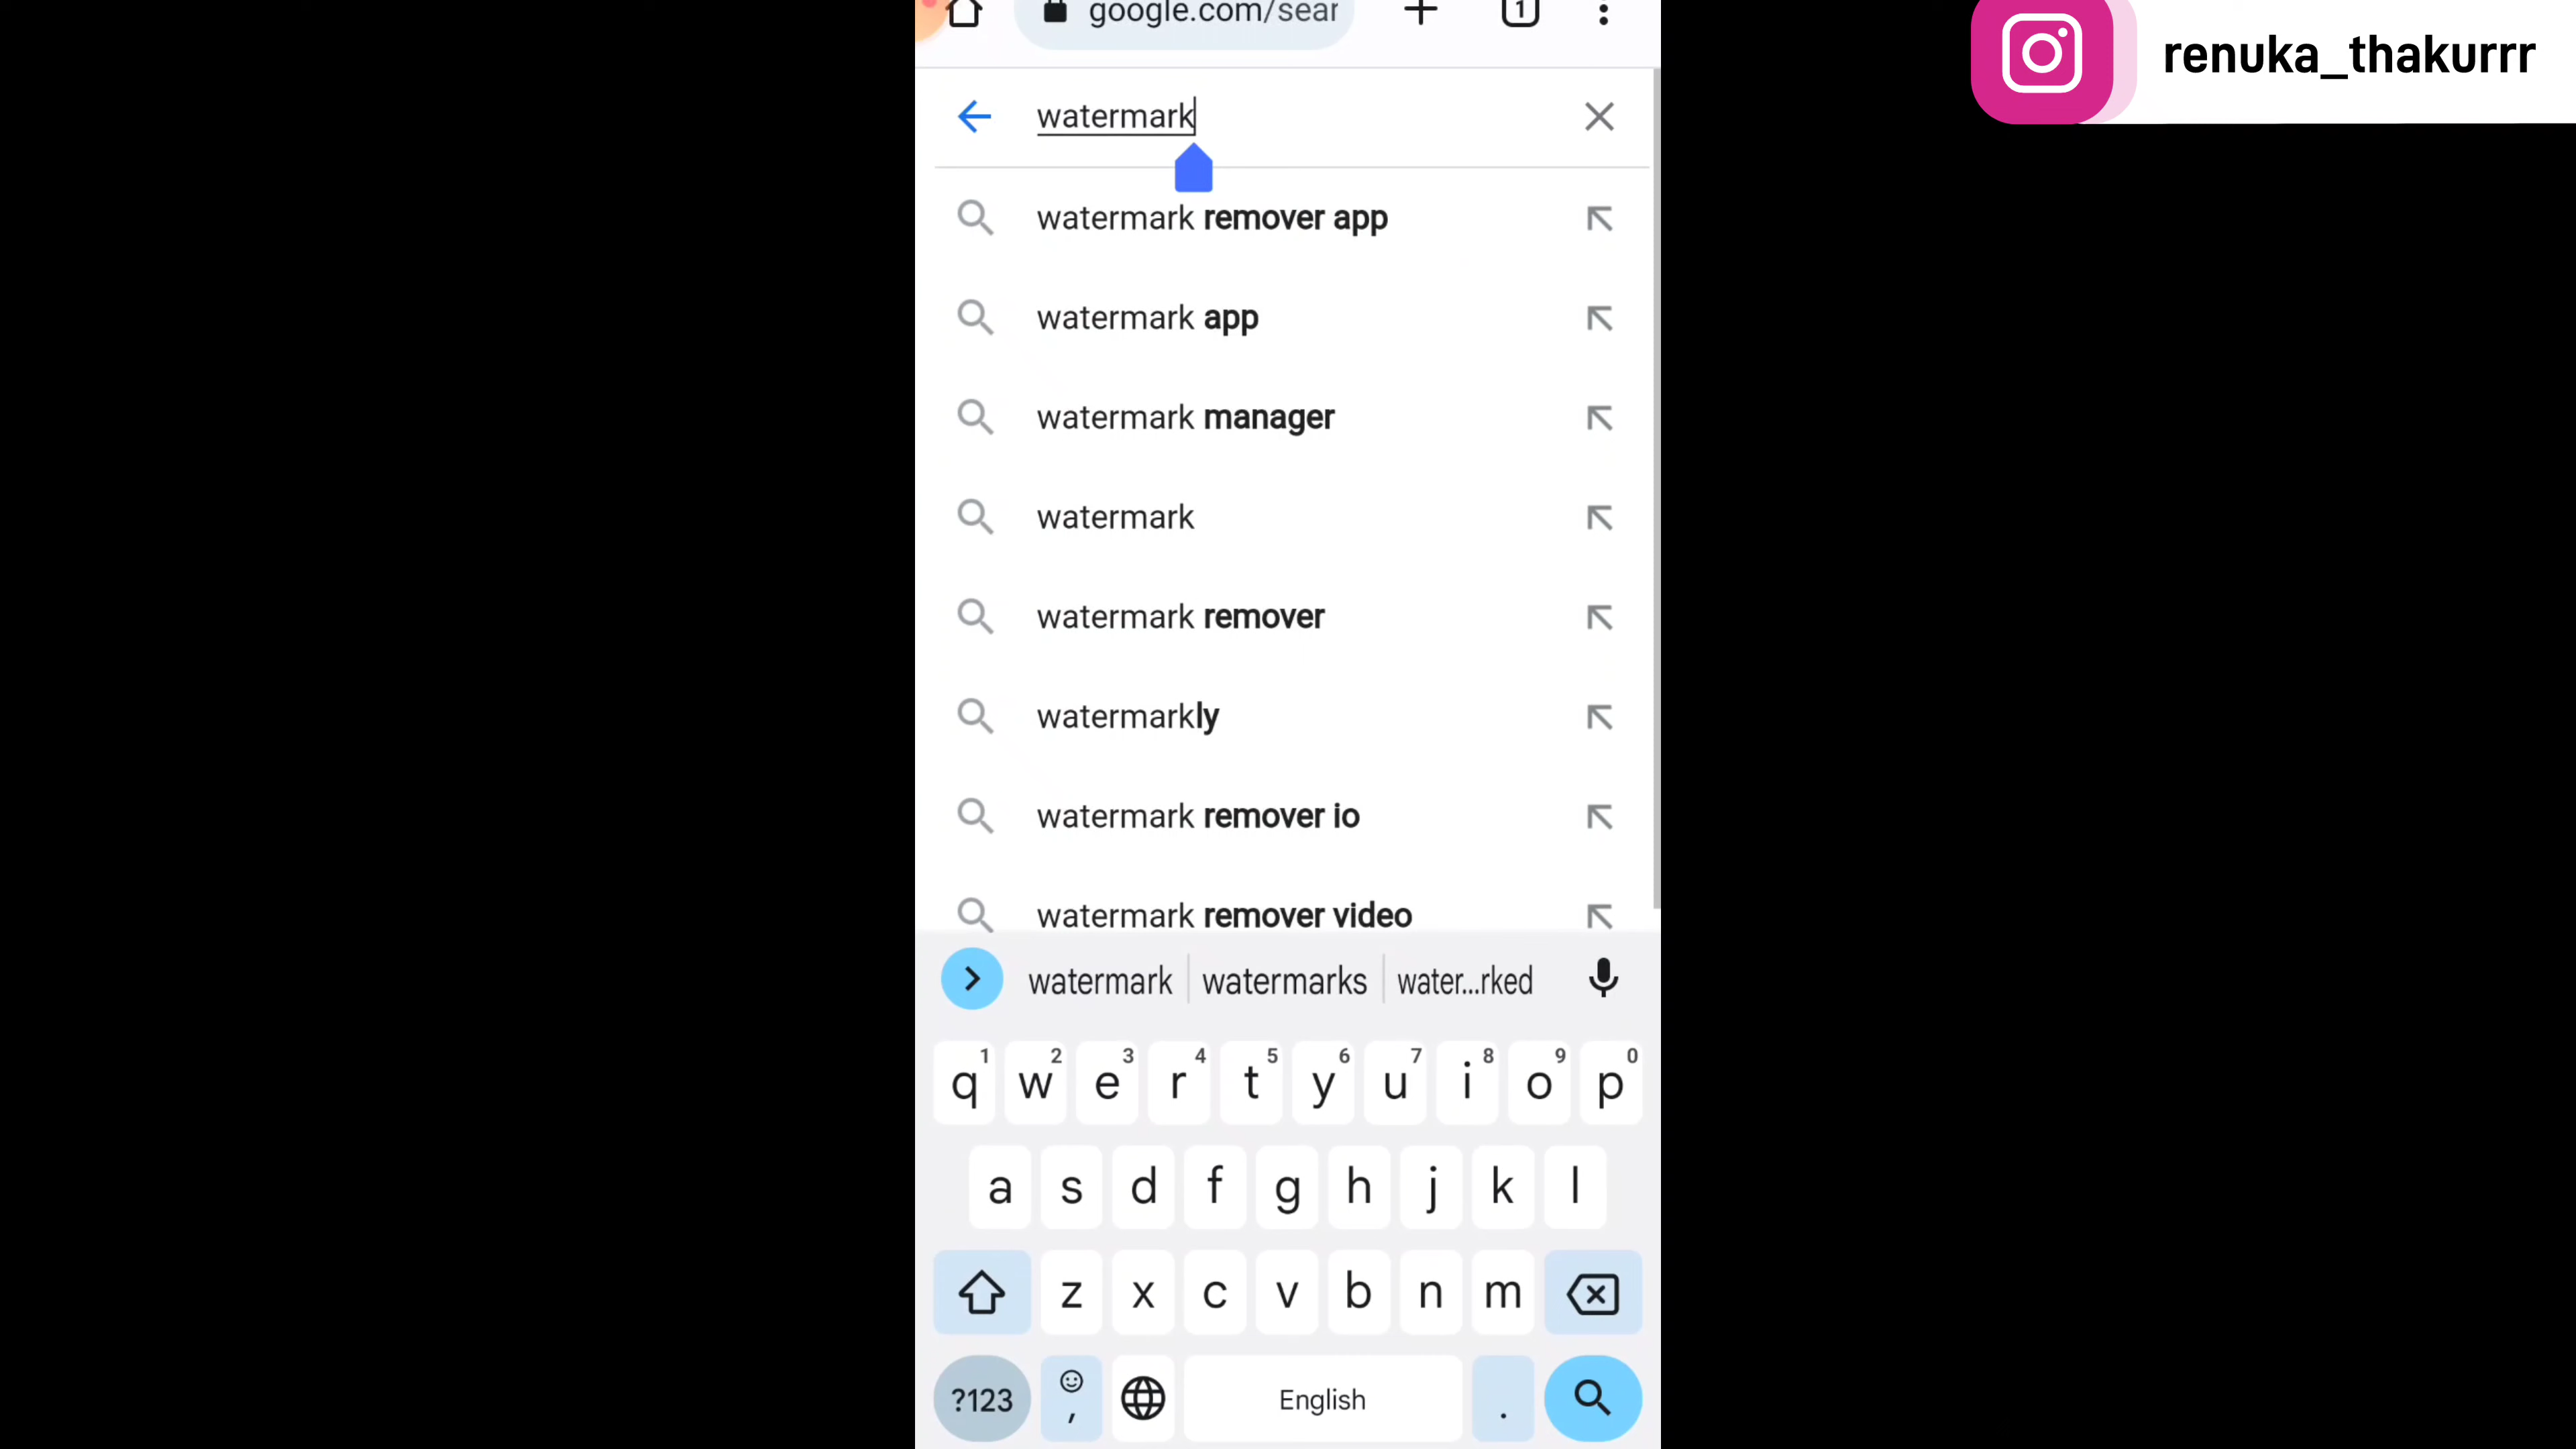 google.com/sear
1
renuka_thakurrr
watermark
watermark remover app
watermark app
watermark manager
watermark
watermark remover
watermarkly
watermark remover io
watermark remover video
watermark watermarks water...rked
1 2 3 4 5 6 7 8 9 0
q w e r t y u i o p
a s d f g h j k l
z x c v b n m
?123 , English .